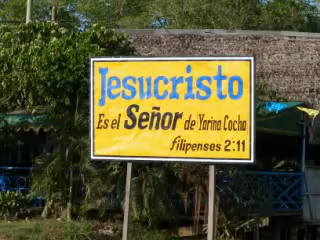 Jesucristo
Es el Señor de Yarina Cocha
filipenses 2:11